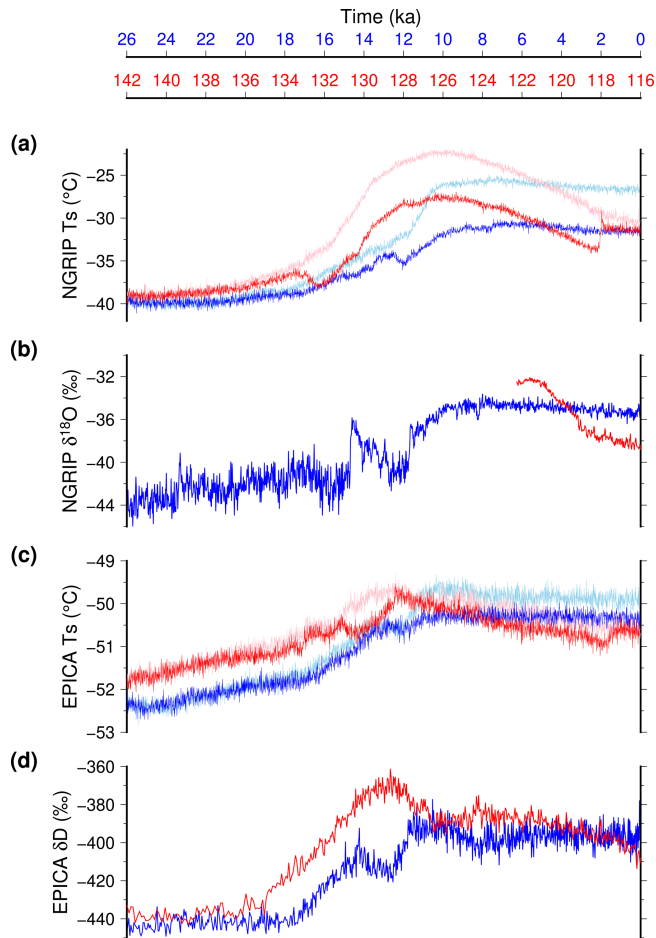 Time (ka)
26 24 22 20 18 16 14 12 10 8 6 4 2 0
142 140 138 136 134 132 130 128 126 124 122 120 118 116
(a)
NGRIP Ts (°C)
−25
−30
−35
−40
(b)
NGRIP δ18O (‰)
−32
−36
−40
−44
(c)
EPICA Ts (°C)
−49
−50
−51
−52
−53
(d)
EPICA δD (‰)
−360
−380
−400
−420
−440